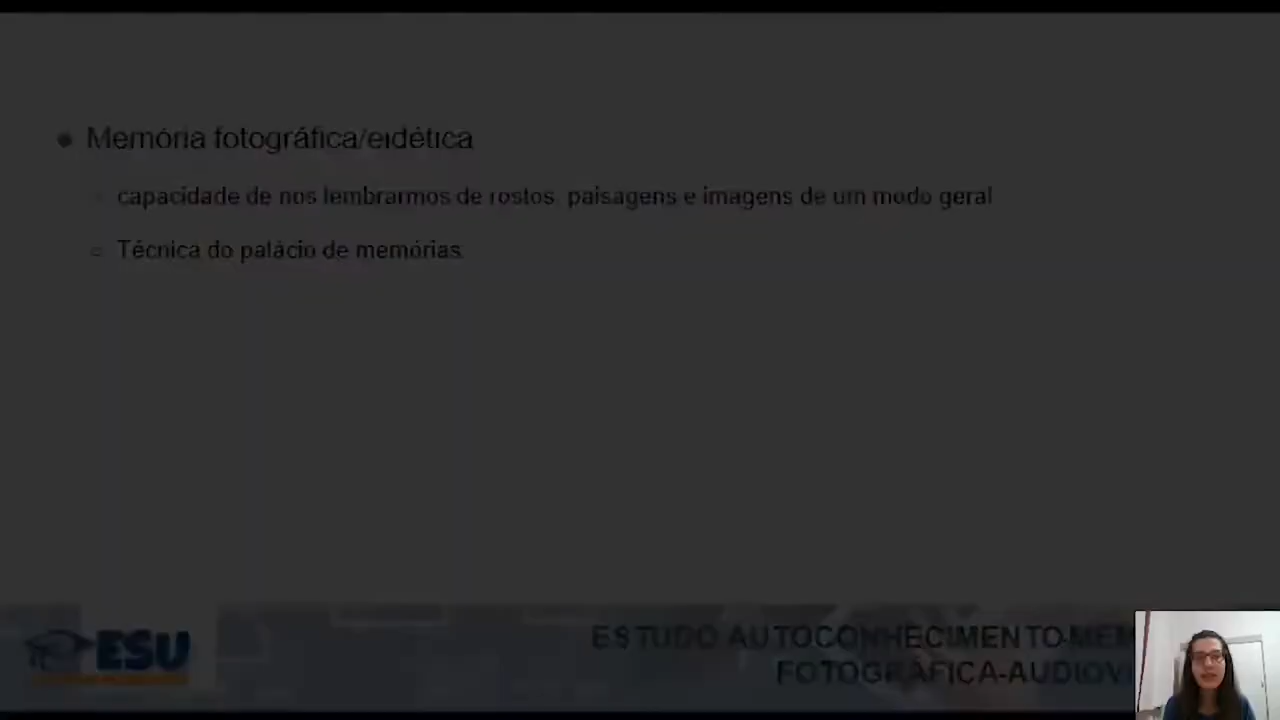 Memória fotográfica/eidética
capacidade de nos lembrarmos de rostos, paisagens e imagens de um modo geral
Técnica do palácio de memórias
ESU
ESTUDO AUTOCONHECIMENTO-MEM
FOTOGRÁFICA-AUDIOVI